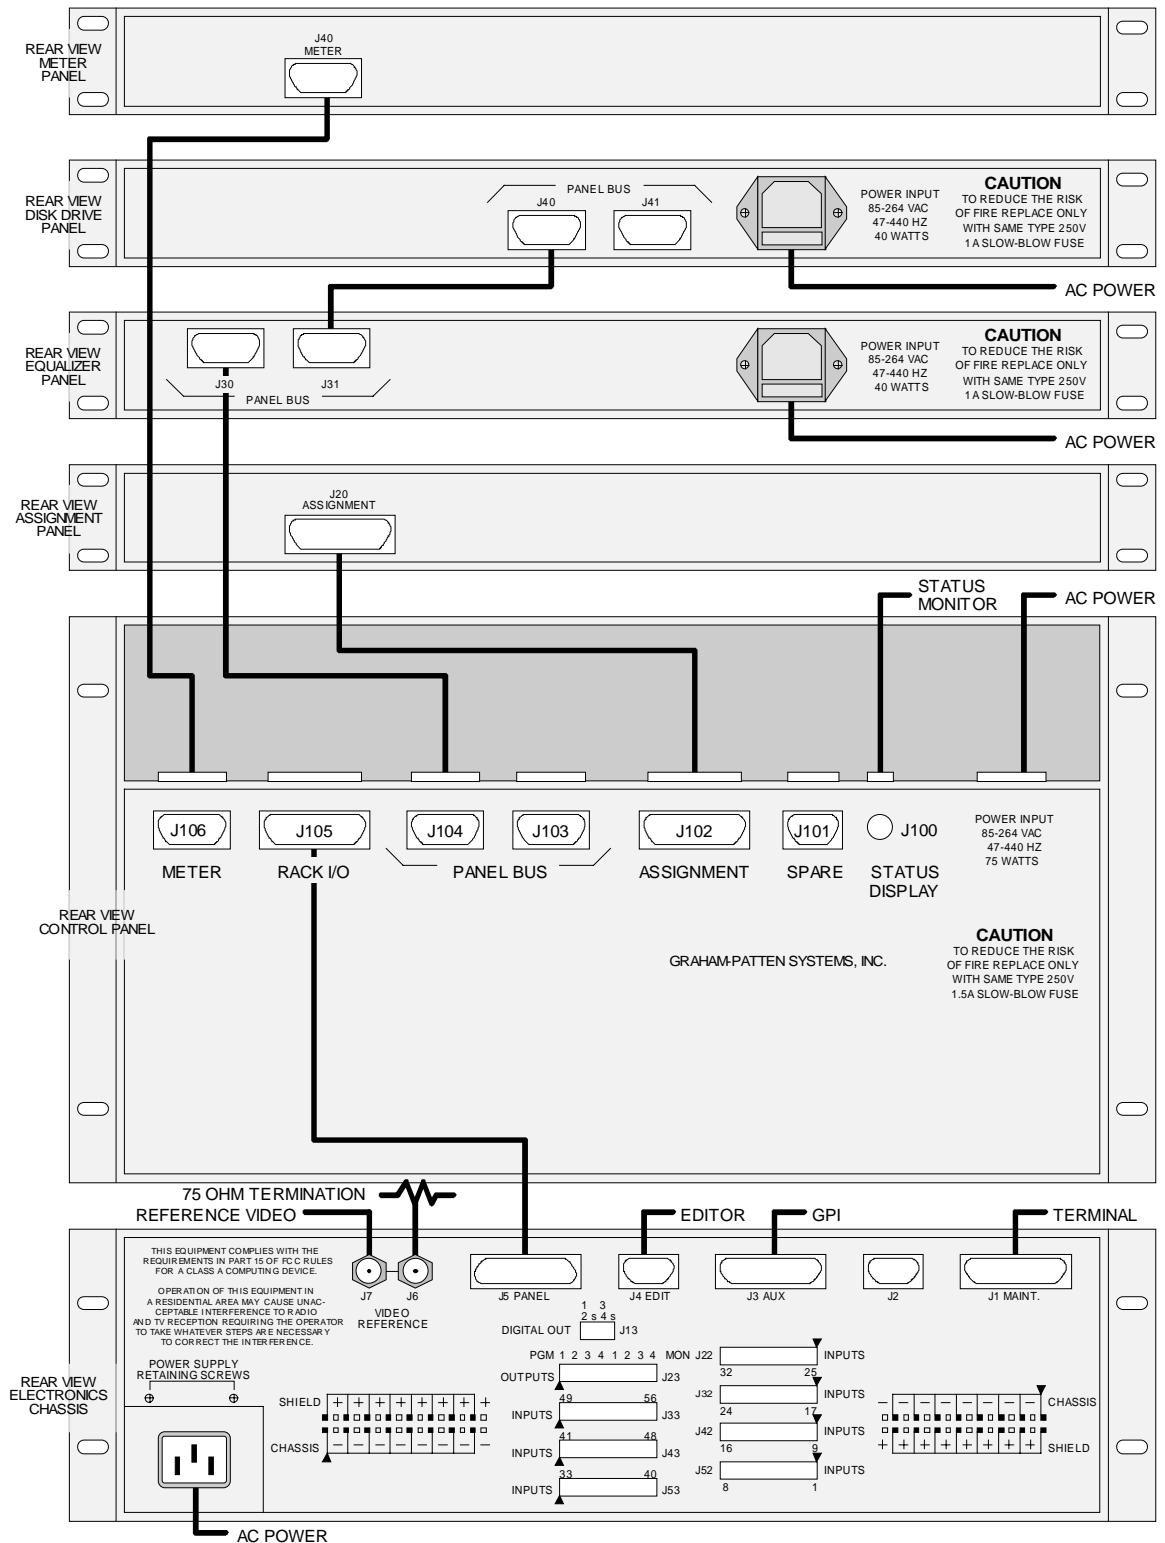 REAR VIEW
METER
PANEL
J40
METER
REAR VIEW
DISK DRIVE
PANEL
PANEL BUS
J40
J41
POWER INPUT
85-264 VAC
47-440 HZ
40 WATTS
CAUTION
TO REDUCE THE RISK
OF FIRE REPLACE ONLY
WITH SAME TYPE 250V
1A SLOW-BLOW FUSE
AC POWER
REAR VIEW
EQUALIZER
PANEL
J30
J31
PANEL BUS
POWER INPUT
85-264 VAC
47-440 HZ
40 WATTS
CAUTION
TO REDUCE THE RISK
OF FIRE REPLACE ONLY
WITH SAME TYPE 250V
1A SLOW-BLOW FUSE
AC POWER
REAR VIEW
ASSIGNMENT
PANEL
J20
ASSIGNMENT
STATUS
MONITOR
AC POWER
REAR VIEW
CONTROL PANEL
J106
J105
J104
J103
J102
J101
J100
METER
RACK I/O
PANEL BUS
ASSIGNMENT
SPARE
STATUS
DISPLAY
POWER INPUT
85-264 VAC
47-440 HZ
75 WATTS
GRAHAM-PATTEN SYSTEMS, INC.
CAUTION
TO REDUCE THE RISK
OF FIRE REPLACE ONLY
WITH SAME TYPE 250V
1.5A SLOW-BLOW FUSE
75 OHM TERMINATION
REFERENCE VIDEO
EDITOR
GPI
TERMINAL
REAR VIEW
ELECTRONICS
CHASSIS
THIS EQUIPMENT COMPLIES WITH THE
REQUIREMENTS IN PART 15 OF FCC RULES
FOR A CLASS A COMPUTING DEVICE.
OPERATION OF THIS EQUIPMENT IN
A RESIDENTIAL AREA MAY CAUSE UNAC-
CEPTABLE INTERFERENCE TO RADIO
AND TV RECEPTION REQUIRING THE OPERATOR
TO TAKE WHATEVER STEPS ARE NECESSARY
TO CORRECT THE INTERFERENCE.
J7
J6
VIDEO
REFERENCE
J5 PANEL
J4 EDIT
J3 AUX
J2
J1 MAINT.
1 3
2 s 4 s
DIGITAL OUT
J13
PGM 1 2 3 4 1 2 3 4 MON
OUTPUTS
J23
49 56
INPUTS
J33
41 48
INPUTS
J43
33 40
INPUTS
J53
J22
INPUTS
32 25
J32
INPUTS
24 17
J42
INPUTS
16 9
J52
INPUTS
8 1
POWER SUPPLY
RETAINING SCREWS
SHIELD + + + + + + + +
CHASSIS – – – – – – – –
– – – – – – – – CHASSIS
+ + + + + + + + SHIELD
AC POWER